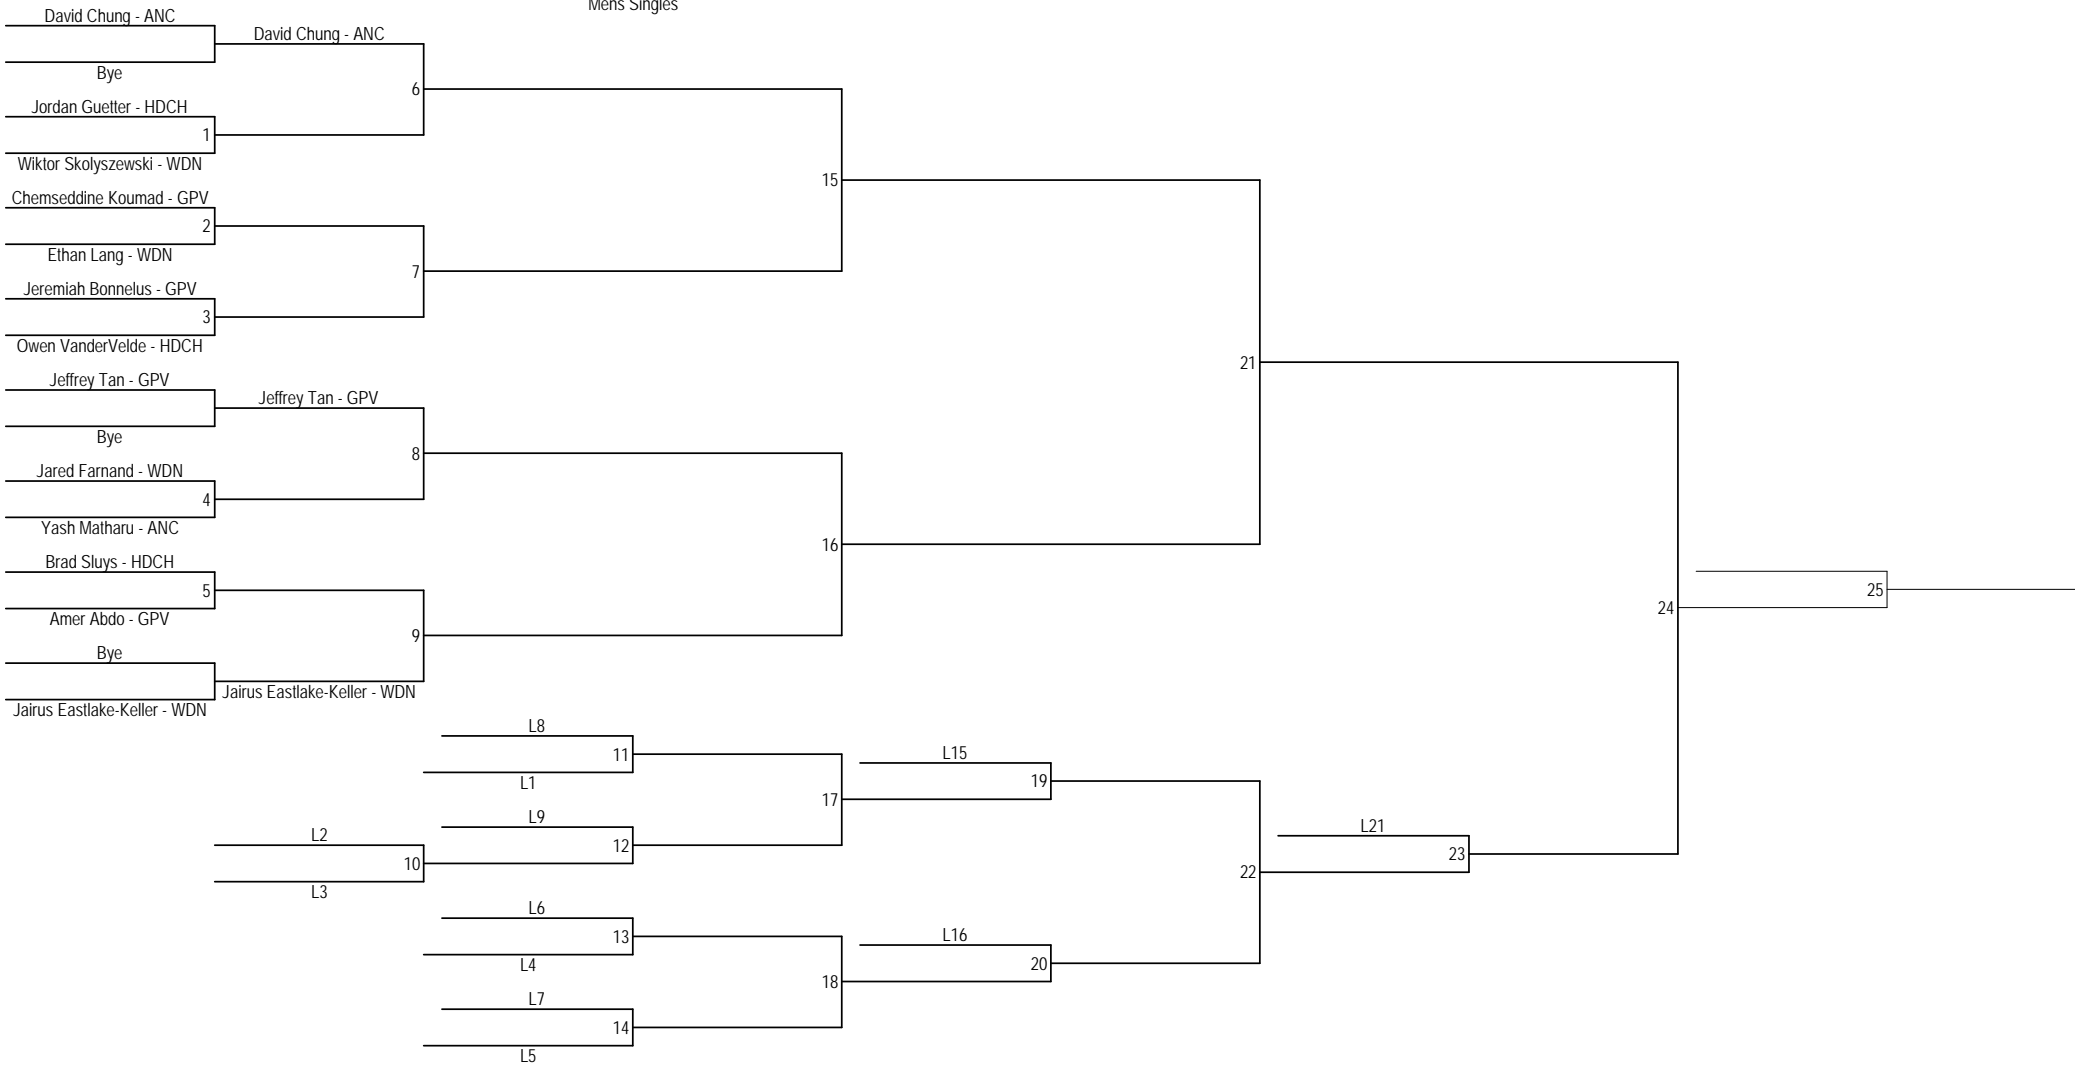 Mens Singles
David Chung - ANC
David Chung - ANC
Bye
6
Jordan Guetter - HDCH
1
Wiktor Skolyszewski - WDN
15
Chemseddine Koumad - GPV
2
Ethan Lang - WDN
7
Jeremiah Bonnelus - GPV
3
Owen VanderVelde - HDCH
21
Jeffrey Tan - GPV
Jeffrey Tan - GPV
Bye
8
Jared Farnand - WDN
4
Yash Matharu - ANC
16
Brad Sluys - HDCH
5
25
24
Amer Abdo - GPV
9
Bye
Jairus Eastlake-Keller - WDN
Jairus Eastlake-Keller - WDN
L8
11
L15
L1
19
17
L9
L21
L2
12
23
10
22
L3
L6
13
L16
L4
20
18
L7
14
L5